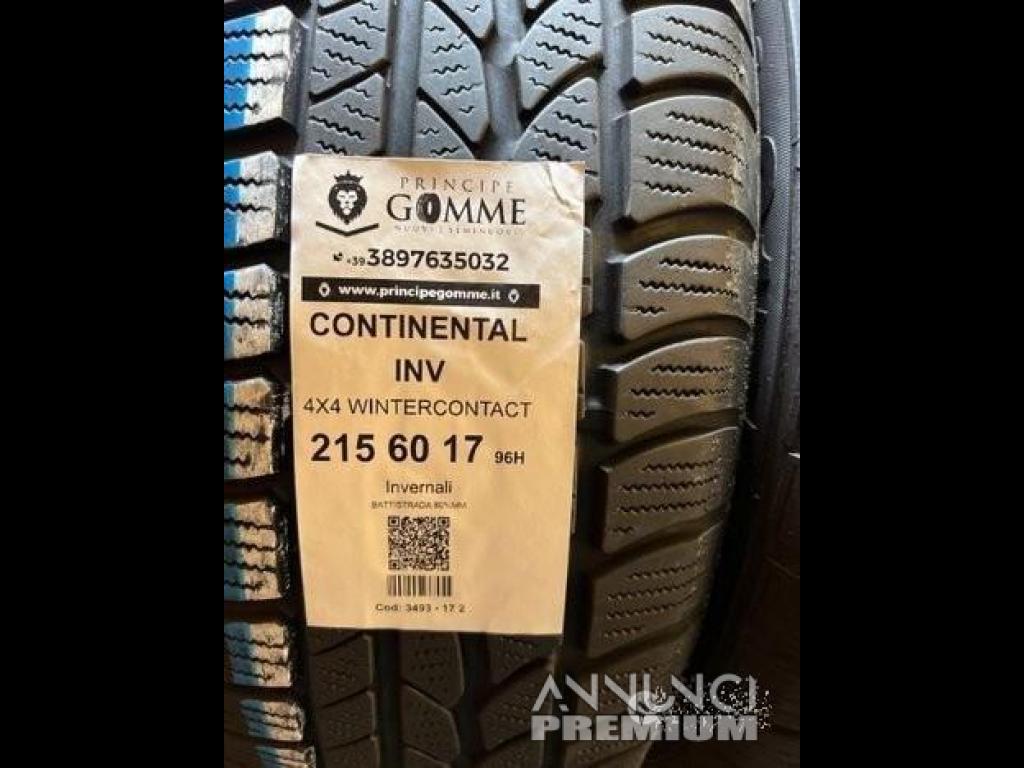 PRINCIPE
GOMME
+39 3897635032
www.principegomme.it
CONTINENTAL
INV
4X4 WINTERCONTACT
215 60 17 96H
Invernali
BATTISTRADA
Cod: 3493 - 17 2
ANNUNCI
PREMIUM